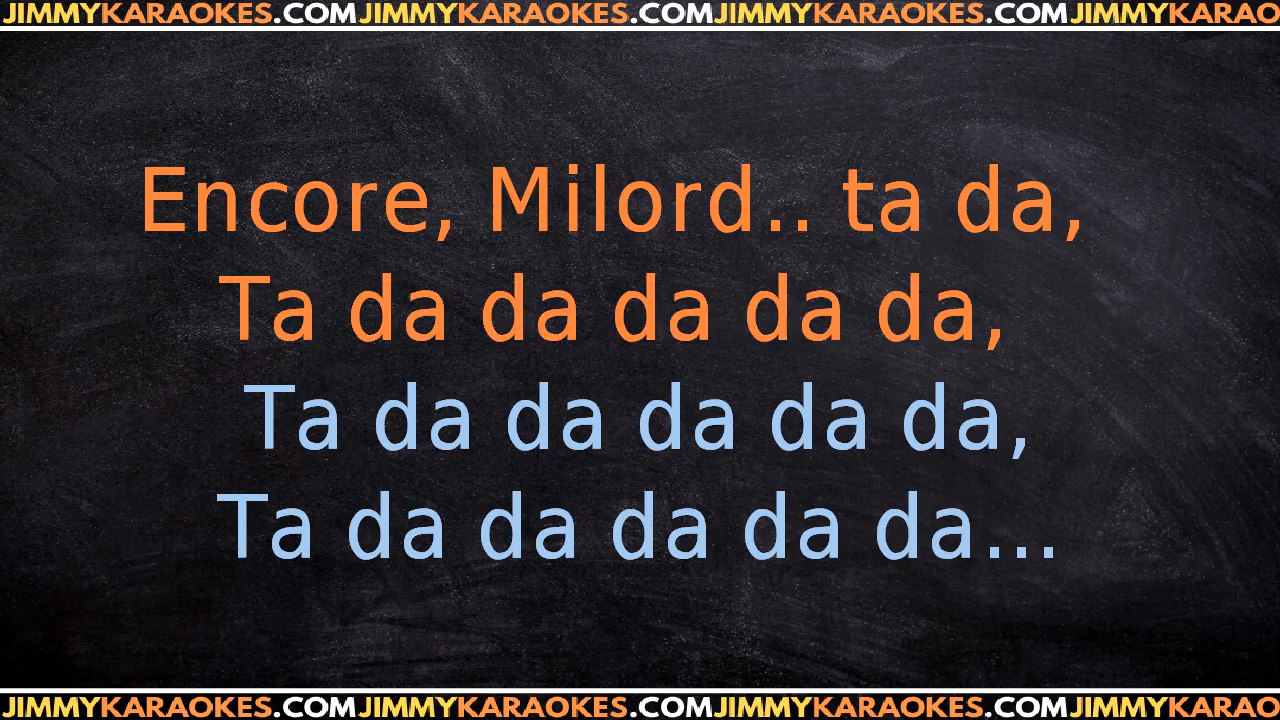 JIMMYKARAOKES.COMJIMMYKARAOKES.COMJIMMYKARAOKES.COMJIMMYKARAO
Encore, Milord.. ta da,
Ta da da da da da,
Ta da da da da da,
Ta da da da da da...
JIMMYKARAOKES.COMJIMMYKARAOKES.COMJIMMYKARAOKES.COMJIMMYKARAO